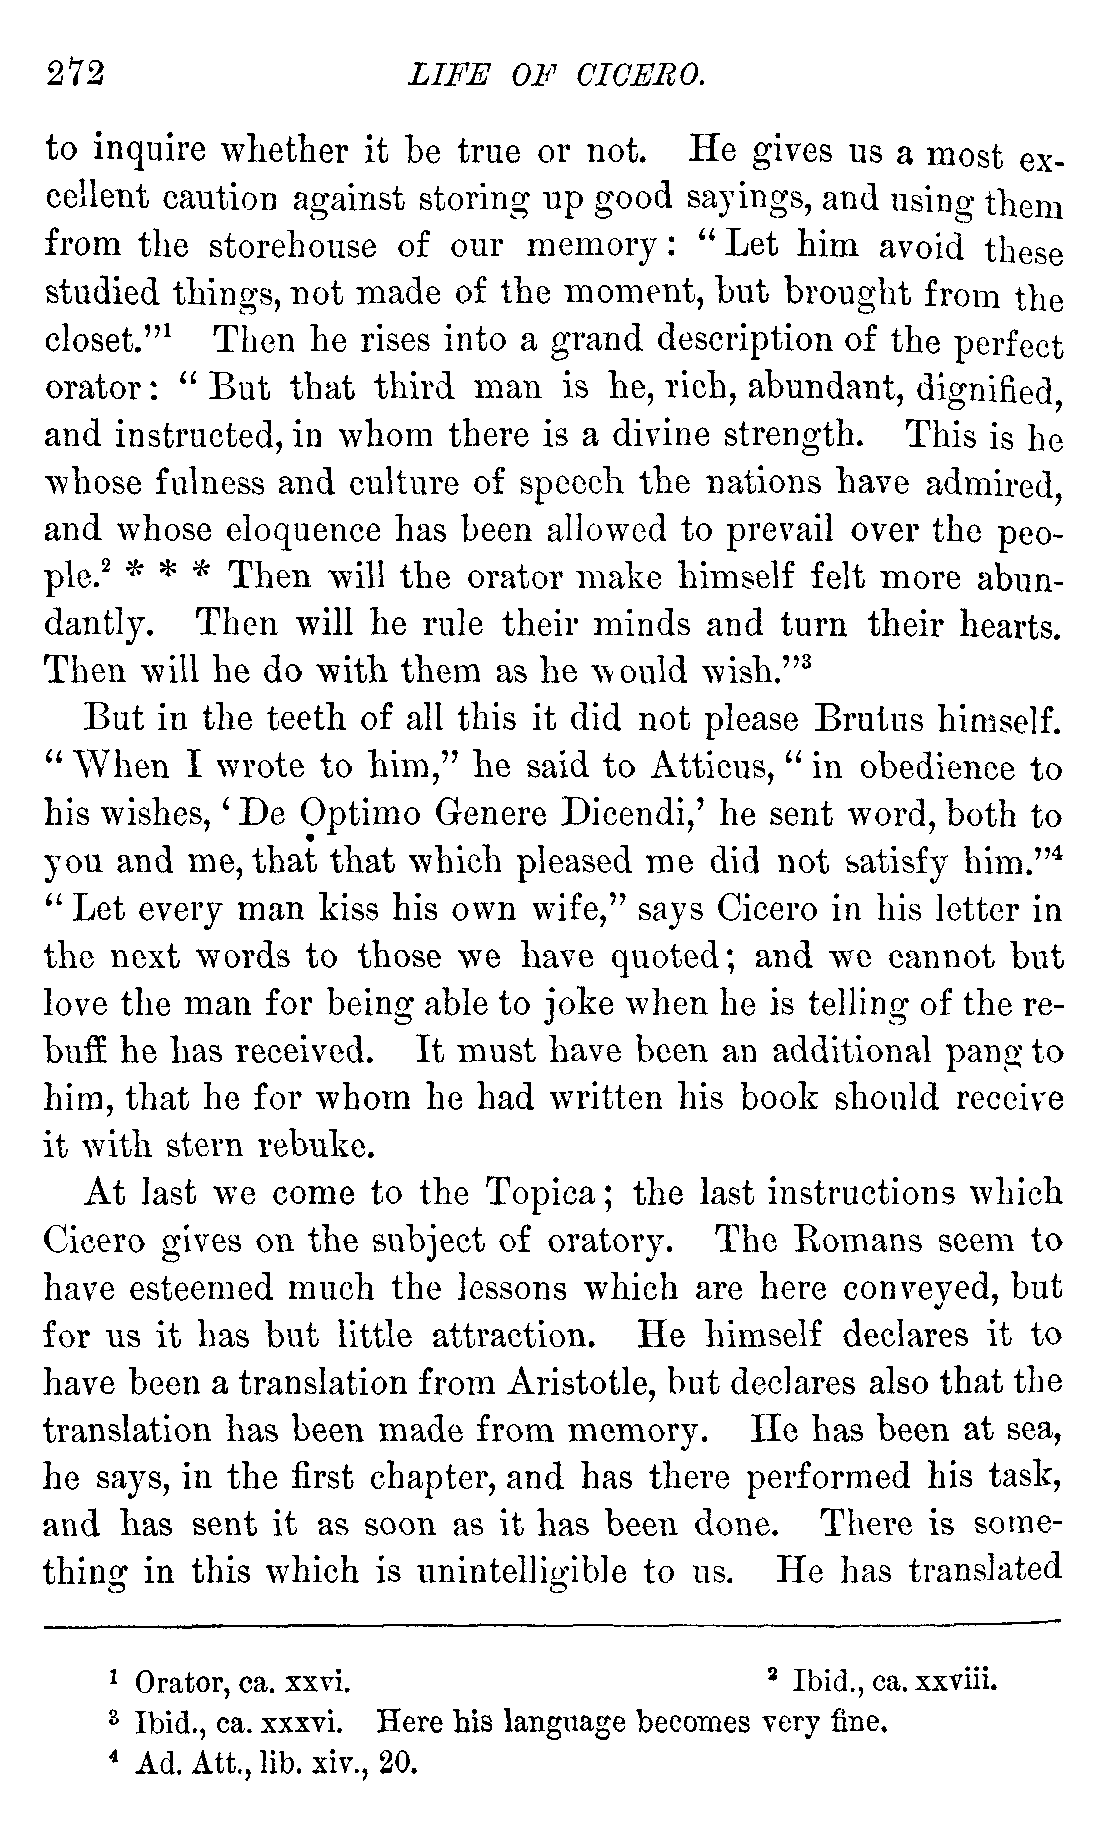 272 LIFE OF CICERO.
to inquire whether it be true or not. He gives us a most ex-
cellent caution against storing up good sayings, and using them
from the storehouse of our memory: “Let him avoid these
studied things, not made of the moment, but brought from the
closet.”¹ Then he rises into a grand description of the perfect
orator: “But that third man is he, rich, abundant, dignified,
and instructed, in whom there is a divine strength. This is he
whose fulness and culture of speech the nations have admired,
and whose eloquence has been allowed to prevail over the peo-
ple.² * * * Then will the orator make himself felt more abun-
dantly. Then will he rule their minds and turn their hearts.
Then will he do with them as he would wish.”³
But in the teeth of all this it did not please Brutus himself.
“When I wrote to him,” he said to Atticus, “in obedience to
his wishes, ‘De Optimo Genere Dicendi,’ he sent word, both to
you and me, that that which pleased me did not satisfy him.”⁴
“Let every man kiss his own wife,” says Cicero in his letter in
the next words to those we have quoted; and we cannot but
love the man for being able to joke when he is telling of the re-
buff he has received. It must have been an additional pang to
him, that he for whom he had written his book should receive
it with stern rebuke.
At last we come to the Topica; the last instructions which
Cicero gives on the subject of oratory. The Romans seem to
have esteemed much the lessons which are here conveyed, but
for us it has but little attraction. He himself declares it to
have been a translation from Aristotle, but declares also that the
translation has been made from memory. He has been at sea,
he says, in the first chapter, and has there performed his task,
and has sent it as soon as it has been done. There is some-
thing in this which is unintelligible to us. He has translated
¹ Orator, ca. xxvi. ² Ibid., ca. xxviii.
³ Ibid., ca. xxxvi. Here his language becomes very fine.
⁴ Ad. Att., lib. xiv., 20.